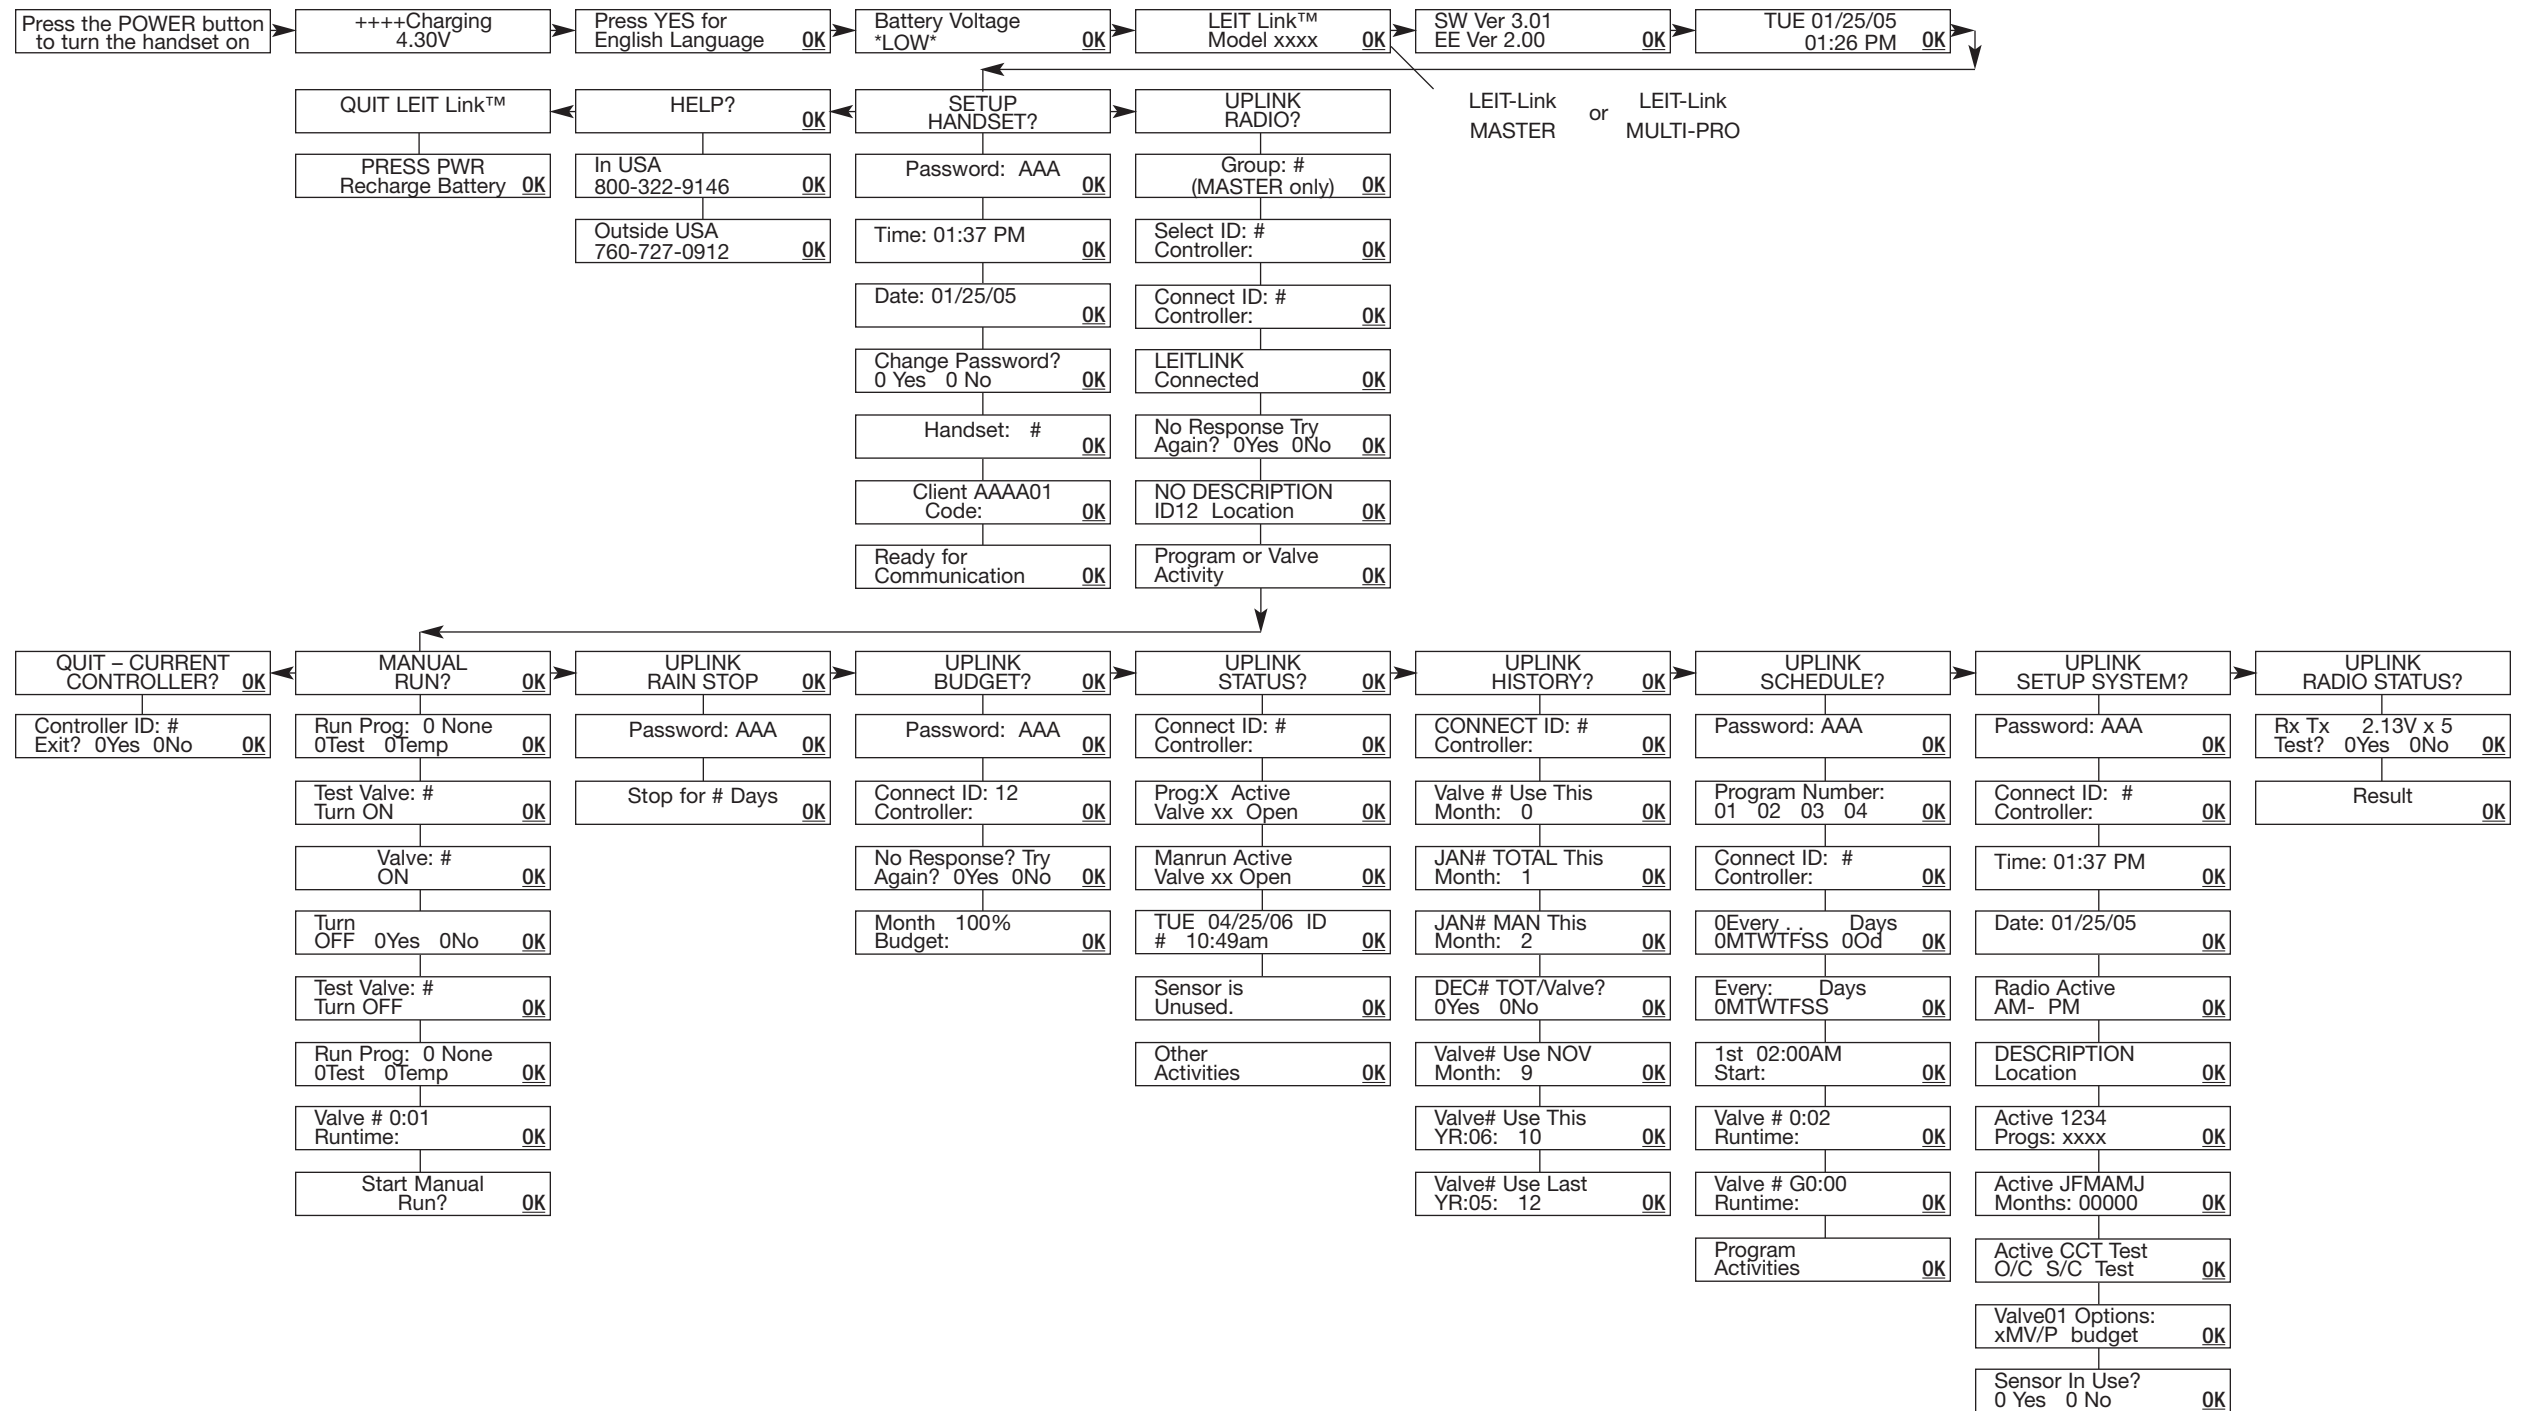 Press the POWER button
to turn the handset on
++++Charging
4.30V
Press YES for
English Language OK
Battery Voltage
*LOW* OK
LEIT Link™
Model xxxx OK
SW Ver 3.01
EE Ver 2.00 OK
TUE 01/25/05
01:26 PM OK
LEIT-Link
MASTER
or
LEIT-Link
MULTI-PRO
QUIT LEIT Link™
PRESS PWR
Recharge Battery OK
HELP?
OK
In USA
800-322-9146 OK
Outside USA
760-727-0912 OK
SETUP
HANDSET?
Password: AAA
OK
Time: 01:37 PM
OK
Date: 01/25/05
OK
Change Password?
0 Yes 0 No OK
Handset: #
OK
Client AAAA01
Code: OK
Ready for
Communication OK
UPLINK
RADIO?
Group: #
(MASTER only) OK
Select ID: #
Controller: OK
Connect ID: #
Controller: OK
LEITLINK
Connected OK
No Response Try
Again? 0Yes 0No OK
NO DESCRIPTION
ID12 Location OK
Program or Valve
Activity OK
QUIT – CURRENT
CONTROLLER? OK
Controller ID: #
Exit? 0Yes 0No OK
MANUAL
RUN? OK
Run Prog: 0 None
0Test 0Temp OK
Test Valve: #
Turn ON OK
Valve: #
ON OK
Turn
OFF 0Yes 0No OK
Test Valve: #
Turn OFF OK
Run Prog: 0 None
0Test 0Temp OK
Valve # 0:01
Runtime: OK
Start Manual
Run? OK
UPLINK
RAIN STOP OK
Password: AAA
OK
Stop for # Days
OK
UPLINK
BUDGET? OK
Password: AAA
OK
Connect ID: 12
Controller: OK
No Response? Try
Again? 0Yes 0No OK
Month 100%
Budget: OK
UPLINK
STATUS? OK
Connect ID: #
Controller: OK
Prog:X Active
Valve xx Open OK
Manrun Active
Valve xx Open OK
TUE 04/25/06 ID
# 10:49am OK
Sensor is
Unused. OK
Other
Activities OK
UPLINK
HISTORY? OK
CONNECT ID: #
Controller: OK
Valve # Use This
Month: 0 OK
JAN# TOTAL This
Month: 1 OK
JAN# MAN This
Month: 2 OK
DEC# TOT/Valve?
0Yes 0No OK
Valve# Use NOV
Month: 9 OK
Valve# Use This
YR:06: 10 OK
Valve# Use Last
YR:05: 12 OK
UPLINK
SCHEDULE?
Password: AAA
OK
Program Number:
01 02 03 04 OK
Connect ID: #
Controller: OK
0Every . . Days
0MTWTFSS 0Od OK
Every: Days
0MTWTFSS OK
1st 02:00AM
Start: OK
Valve # 0:02
Runtime: OK
Valve # G0:00
Runtime: OK
Program
Activities OK
UPLINK
SETUP SYSTEM?
Password: AAA
OK
Connect ID: #
Controller: OK
Time: 01:37 PM
OK
Date: 01/25/05
OK
Radio Active
AM- PM OK
DESCRIPTION
Location OK
Active 1234
Progs: xxxx OK
Active JFMAMJ
Months: 00000 OK
Active CCT Test
O/C S/C Test OK
Valve01 Options:
xMV/P budget OK
Sensor In Use?
0 Yes 0 No OK
UPLINK
RADIO STATUS?
Rx Tx 2.13V x 5
Test? 0Yes 0No OK
Result
OK